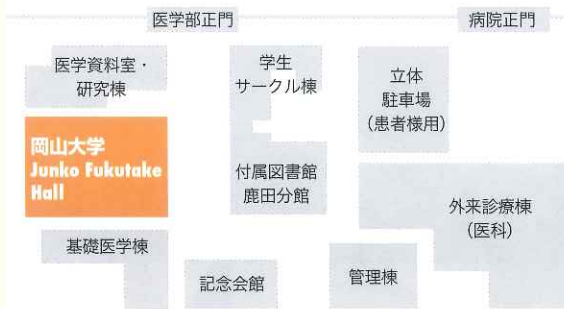 医学部正門
病院正門
医学資料室・
研究棟
学生
サークル棟
立体
駐車場
(患者様用)
岡山大学
Junko Fukutake
Hall
付属図書館
鹿田分館
外来診療棟
(医科)
基礎医学棟
記念会館
管理棟